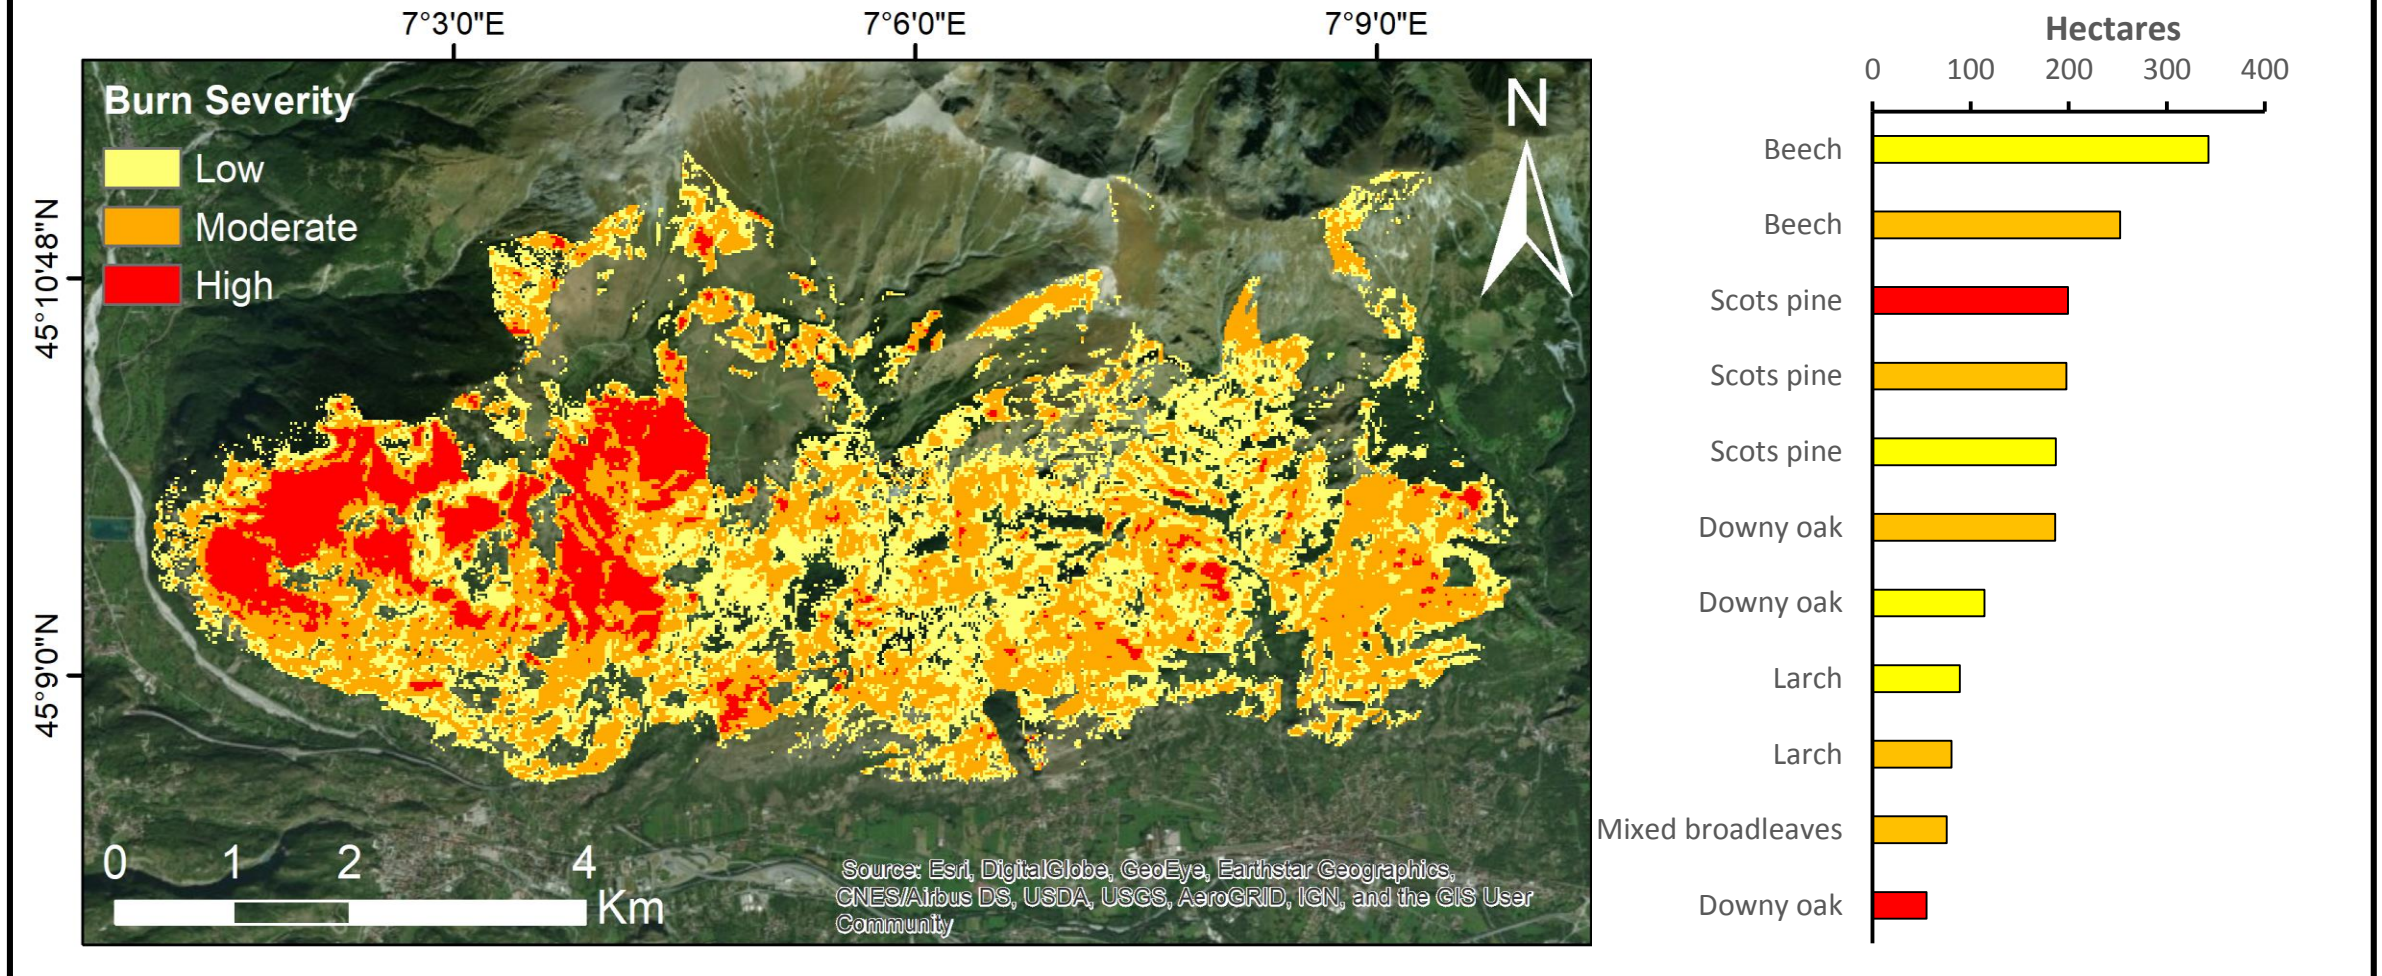 7°3'0"E 7°6'0"E 7°9'0"E
45°10'48"N
45°9'0"N
Burn Severity
Low
Moderate
High
N
0 1 2 4
Km
Source: Esri, DigitalGlobe, GeoEye, Earthstar Geographics,
CNES/Airbus DS, USDA, USGS, AeroGRID, IGN, and the GIS User
Community
Hectares
0 100 200 300 400
Beech
Beech
Scots pine
Scots pine
Scots pine
Downy oak
Downy oak
Larch
Larch
Mixed broadleaves
Downy oak